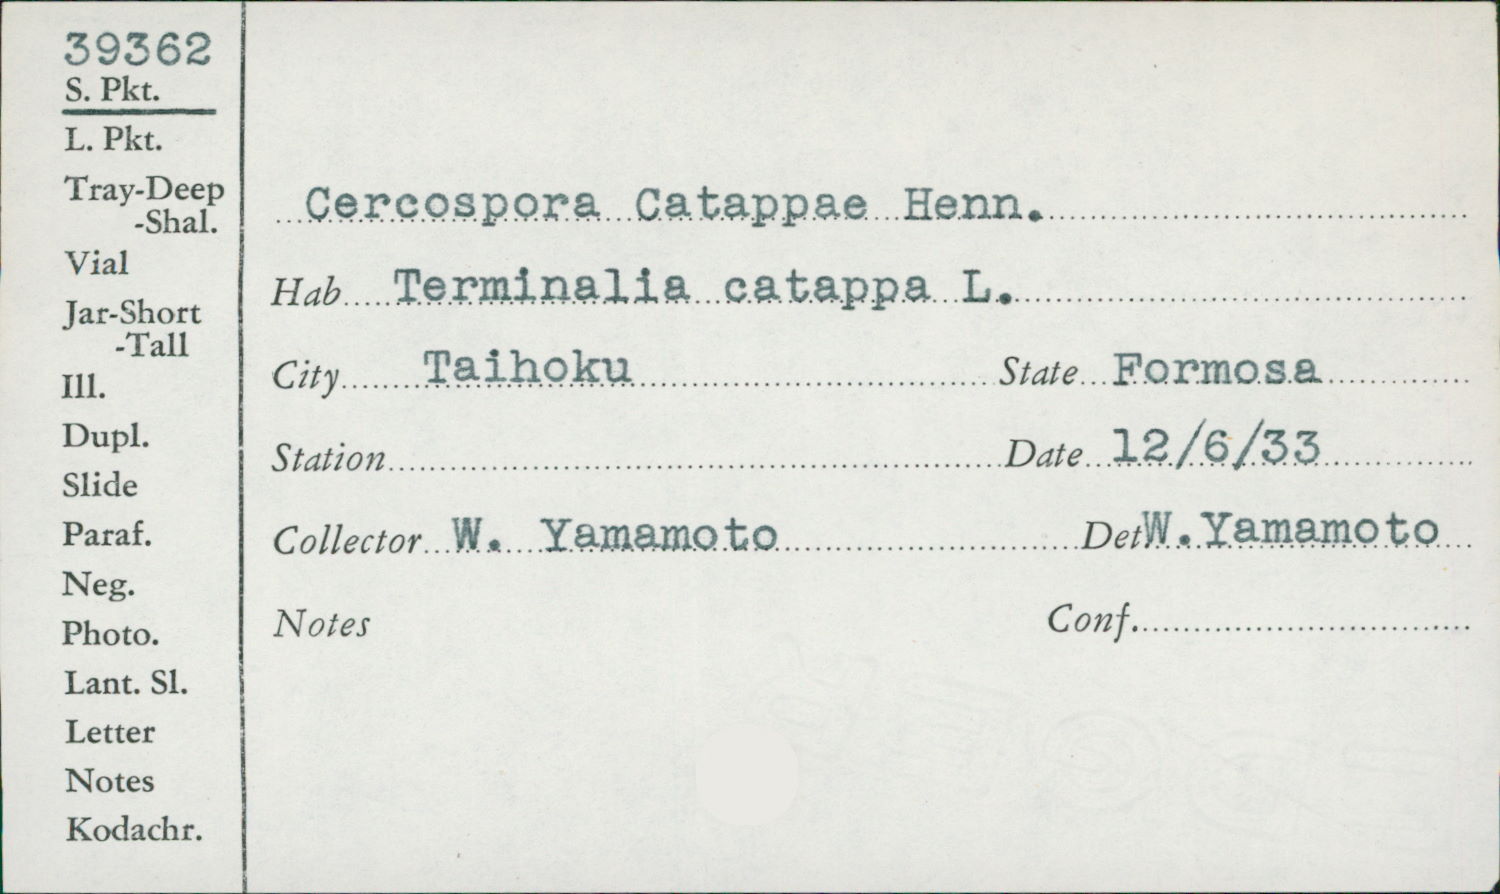 39362
S. Pkt.
L. Pkt.
Tray-Deep
-Shal.
Vial
Jar-Short
-Tall
Ill.
Dupl.
Slide
Paraf.
Neg.
Photo.
Lant. Sl.
Letter
Notes
Kodachr.
Cercospora Catappae Henn.
Hab Terminalia catappa L.
City Taihoku State Formosa
Station Date 12/6/33
Collector W. Yamamoto Det W.Yamamoto
Notes Conf.